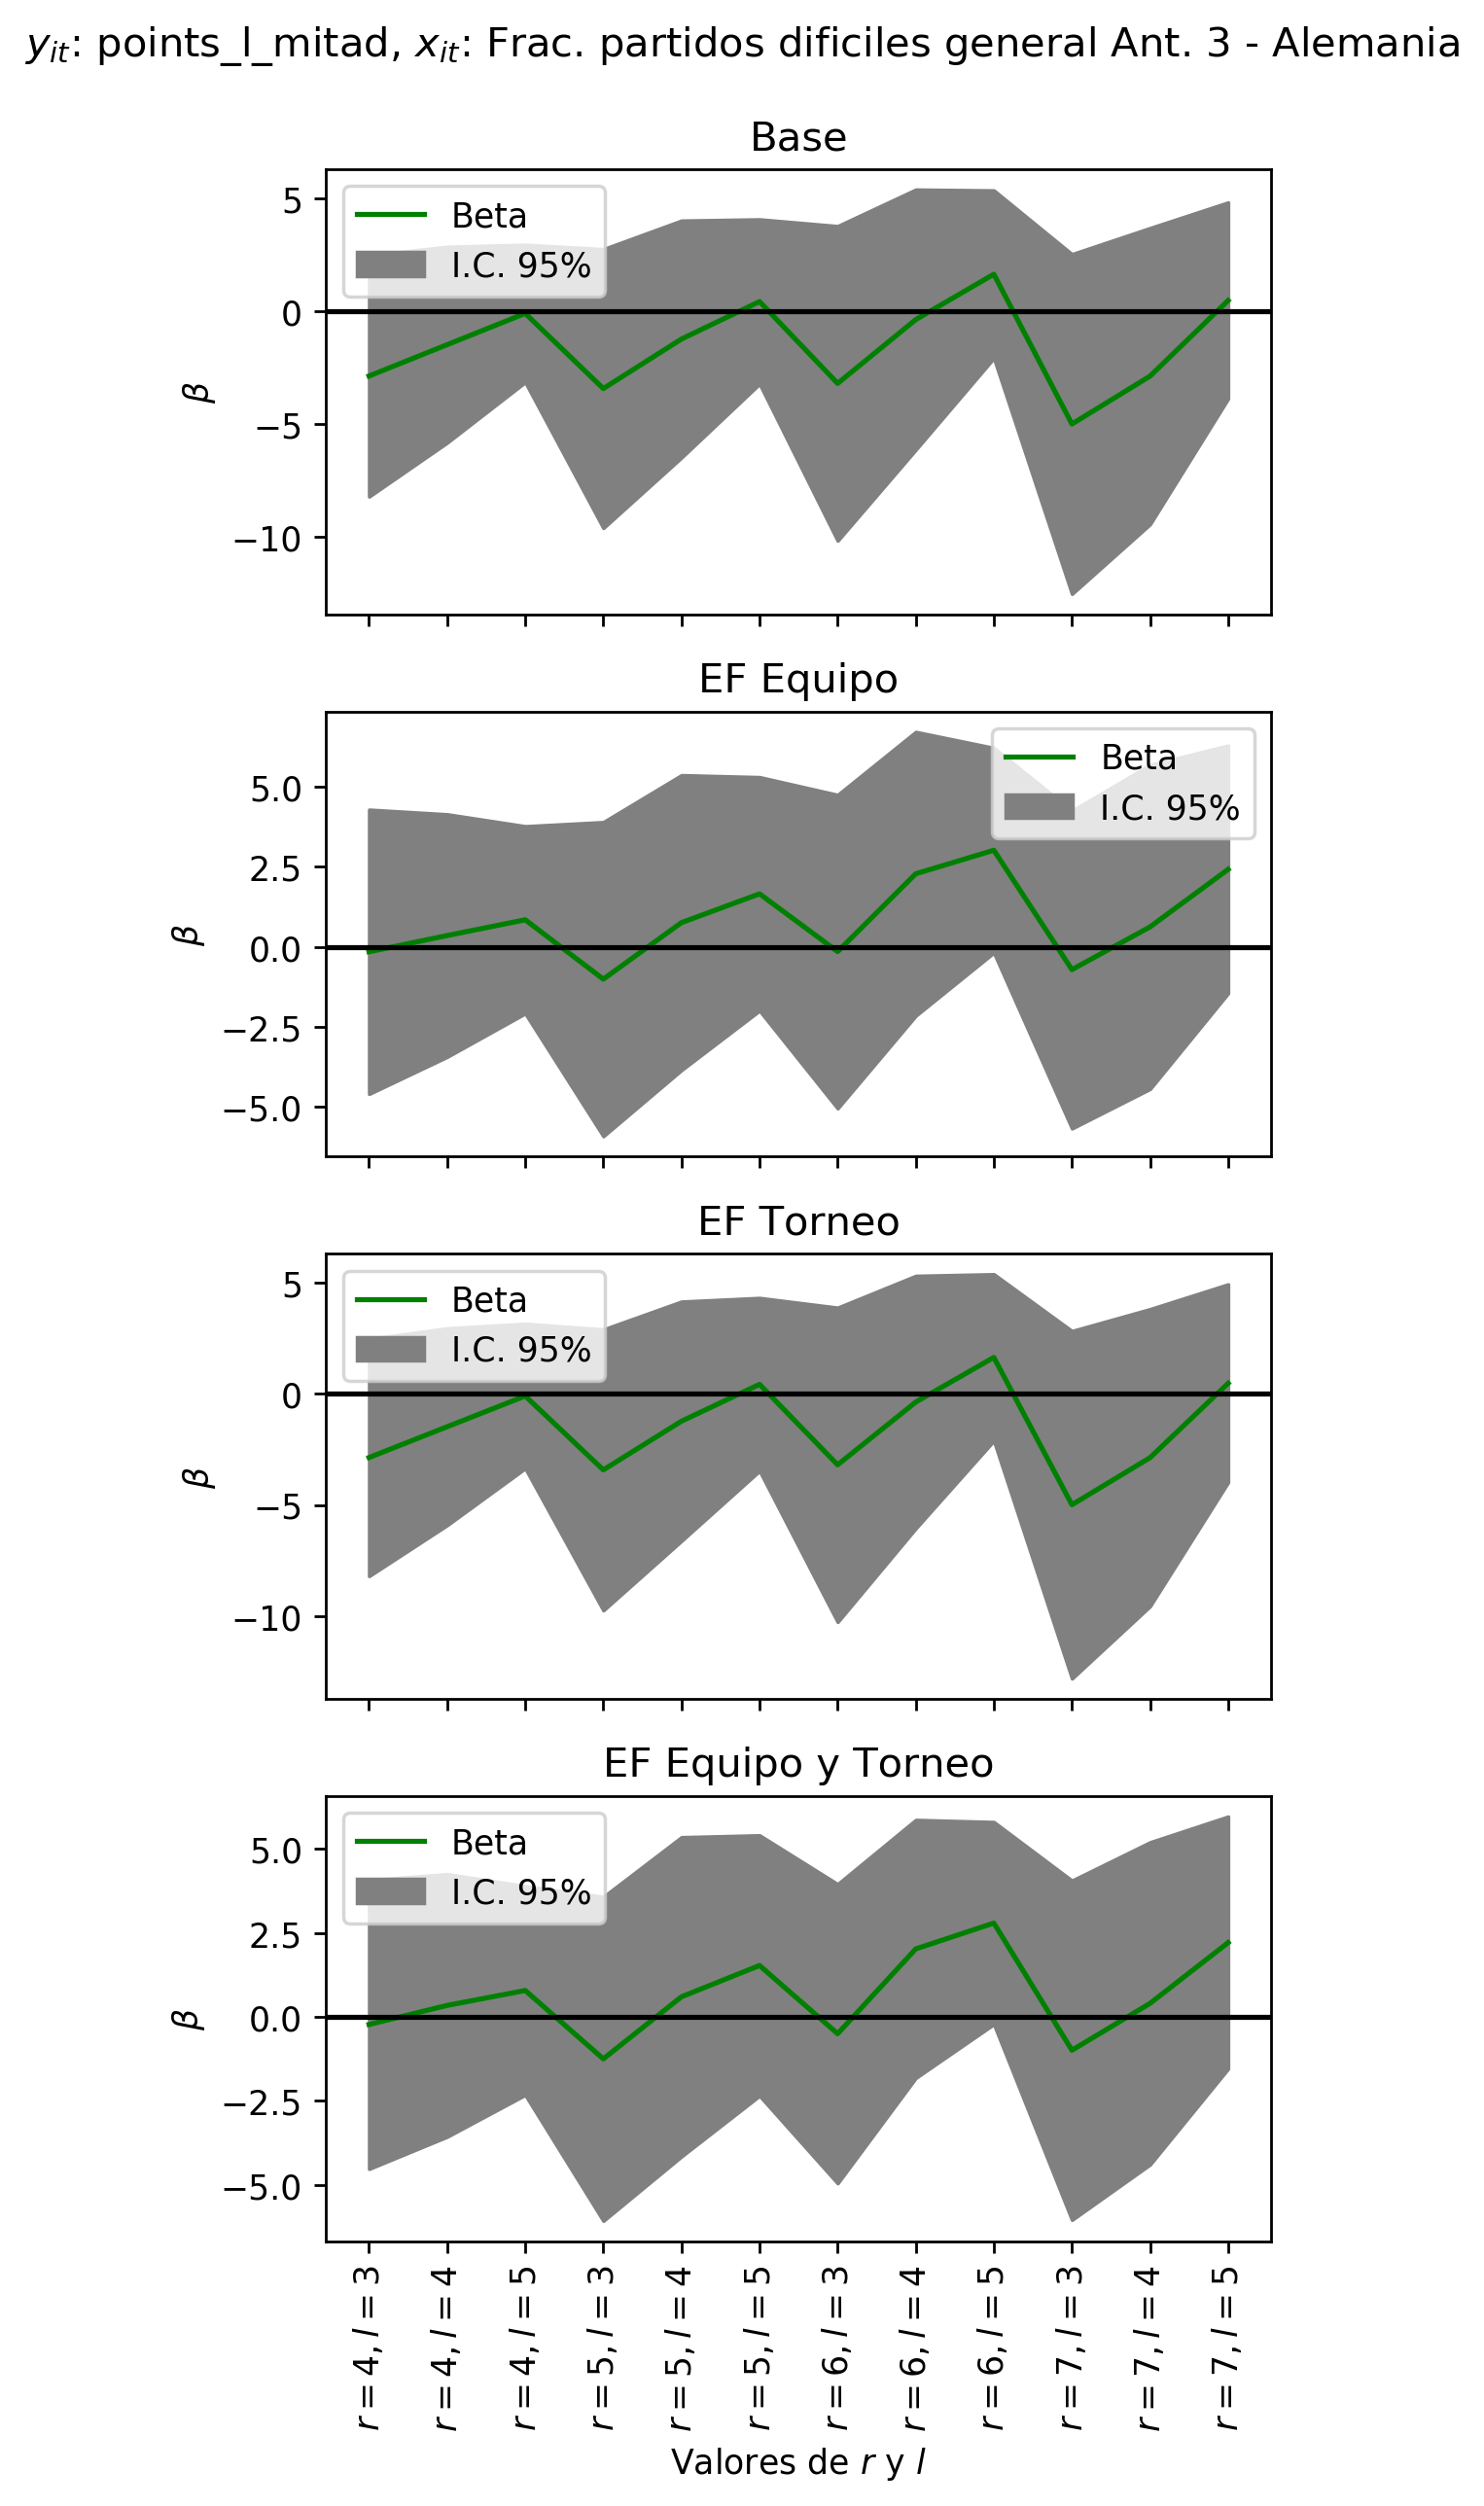 y_it: points_l_mitad, x_it: Frac. partidos dificiles general Ant. 3 - Alemania
Base
5
0
−5
−10
β
Beta
I.C. 95%
EF Equipo
5.0
2.5
0.0
−2.5
−5.0
β
Beta
I.C. 95%
EF Torneo
5
0
−5
−10
β
Beta
I.C. 95%
EF Equipo y Torneo
5.0
2.5
0.0
−2.5
−5.0
β
Beta
I.C. 95%
r = 4, l = 3
r = 4, l = 4
r = 4, l = 5
r = 5, l = 3
r = 5, l = 4
r = 5, l = 5
r = 6, l = 3
r = 6, l = 4
r = 6, l = 5
r = 7, l = 3
r = 7, l = 4
r = 7, l = 5
Valores de r y l